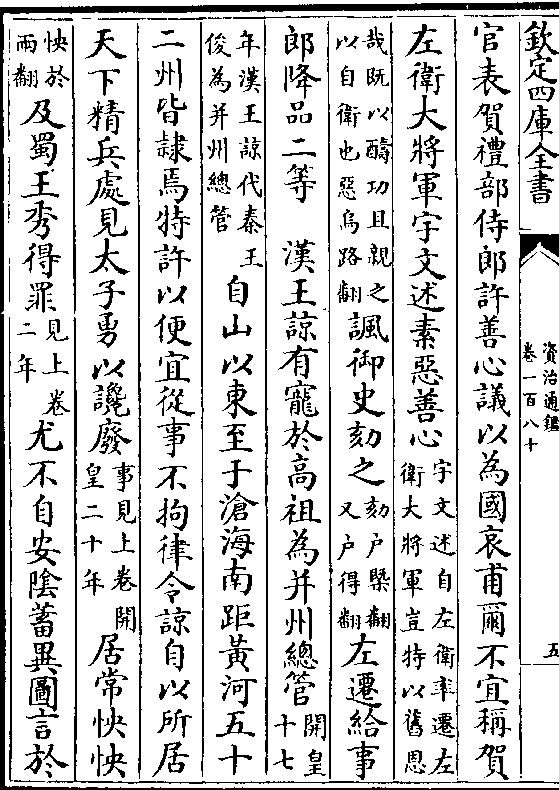 欽定四庫全書
資治通鑑
卷一百八十
五
官表賀禮部侍郎許善心議以為國哀甫爾不宜稱賀
左衛大將軍宇文述素惡善心宇文述自左衛率遷左衛大將軍豈特以舊恩
哉既以疇功且親之以自衛也惡烏路翻諷御史劾之劾戶槩翻又戶得翻左遷給事
郎降品二等　漢王諒有寵於高祖為并州總管開皇十七
年漢王諒代秦王俊為并州總管自山以東至于滄海南距黃河五十
二州皆隸焉特許以便宜從事不拘律令諒自以所居
天下精兵處見太子勇以讒廢事見上卷開皇二十年居常怏怏
怏於兩翻及蜀王秀得罪見上卷二年尤不自安陰蓄異圖言於